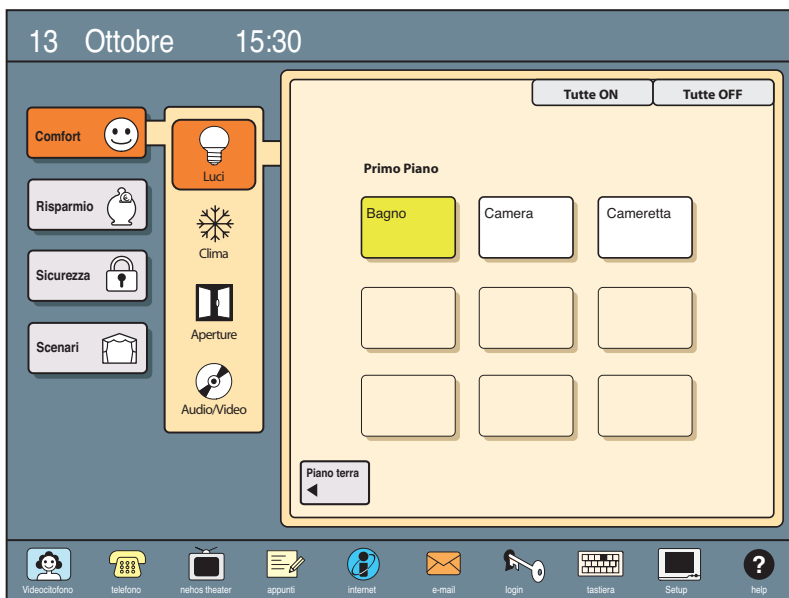 13 Ottobre 15:30
Tutte ON Tutte OFF
Comfort
Risparmio
Sicurezza
Scenari
Luci
Clima
Aperture
Audio/Video
Primo Piano
Bagno Camera Cameretta
Piano terra
Videocitofono telefono nehos theater appunti internet e-mail login tastiera Setup help